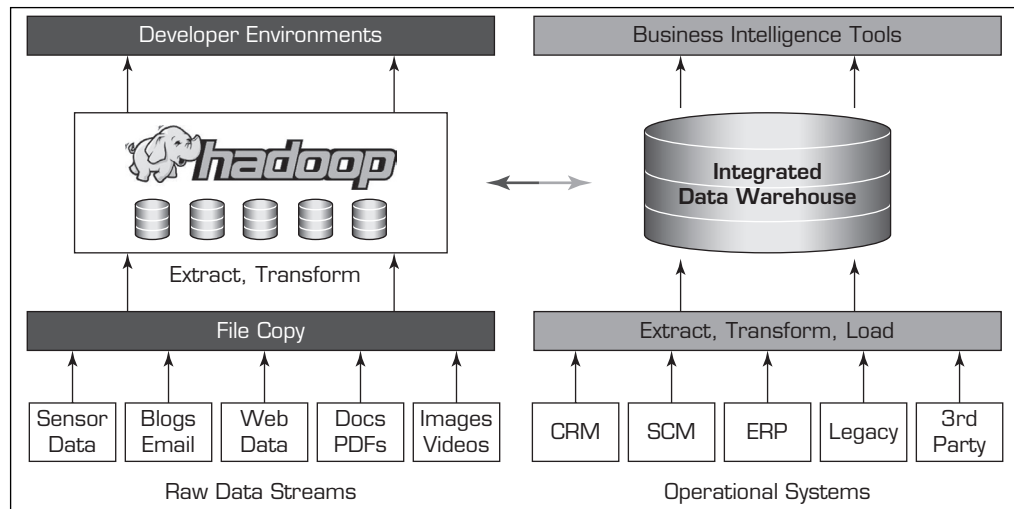 Developer Environments
Business Intelligence Tools
hadoop
Integrated
Data Warehouse
Extract, Transform
File Copy
Extract, Transform, Load
Sensor
Data
Blogs
Email
Web
Data
Docs
PDFs
Images
Videos
CRM
SCM
ERP
Legacy
3rd
Party
Raw Data Streams
Operational Systems